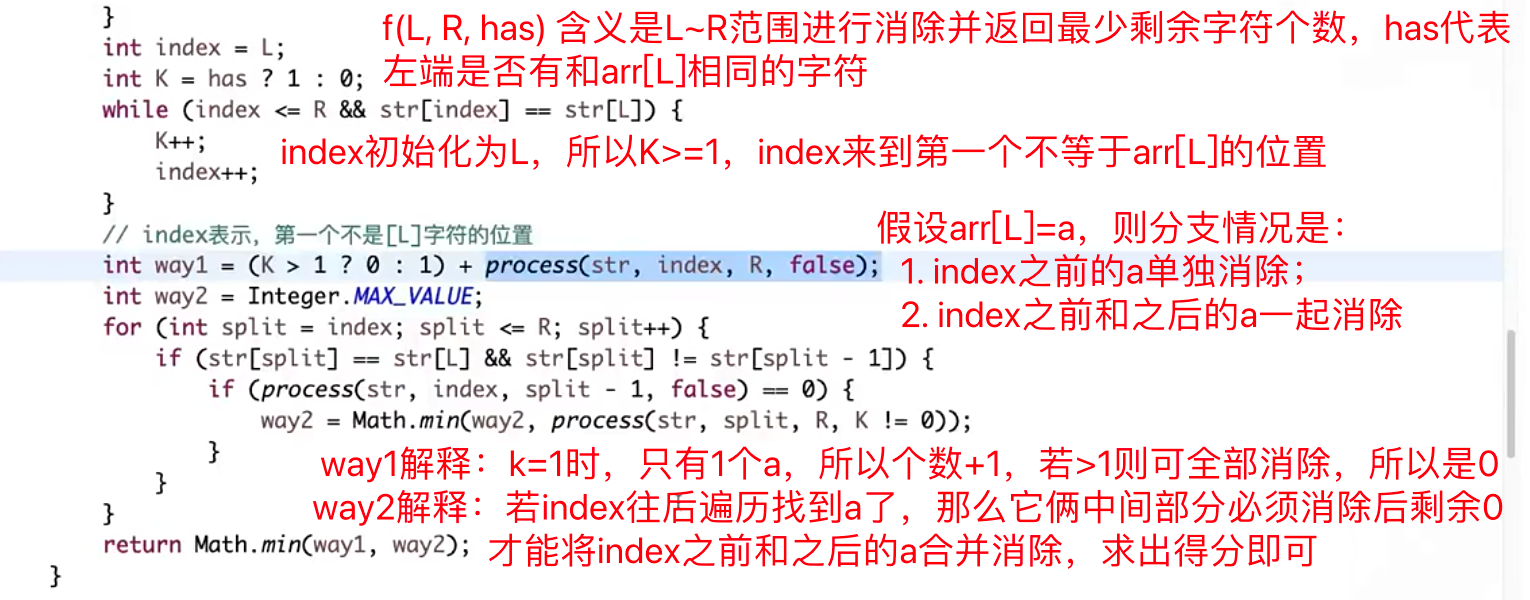 }
f(L, R, has) 含义是L~R范围进行消除并返回最少剩余字符个数，has代表
int index = L;
int K = has ? 1 : 0;
左端是否有和arr[L]相同的字符
while (index <= R && str[index] == str[L]) {
K++;
index初始化为L，所以K>=1，index来到第一个不等于arr[L]的位置
index++;
}
假设arr[L]=a，则分支情况是：
// index表示，第一个不是[L]字符的位置
int way1 = (K > 1 ? 0 : 1) + process(str, index, R, false);
1. index之前的a单独消除；
int way2 = Integer.MAX_VALUE;
2. index之前和之后的a一起消除
for (int split = index; split <= R; split++) {
if (str[split] == str[L] && str[split] != str[split - 1]) {
if (process(str, index, split - 1, false) == 0) {
way2 = Math.min(way2, process(str, split, R, K != 0));
}
way1解释：k=1时，只有1个a，所以个数+1，若>1则可全部消除，所以是0
}
way2解释：若index往后遍历找到a了，那么它俩中间部分必须消除后剩余0
}
return Math.min(way1, way2);
才能将index之前和之后的a合并消除，求出得分即可
}